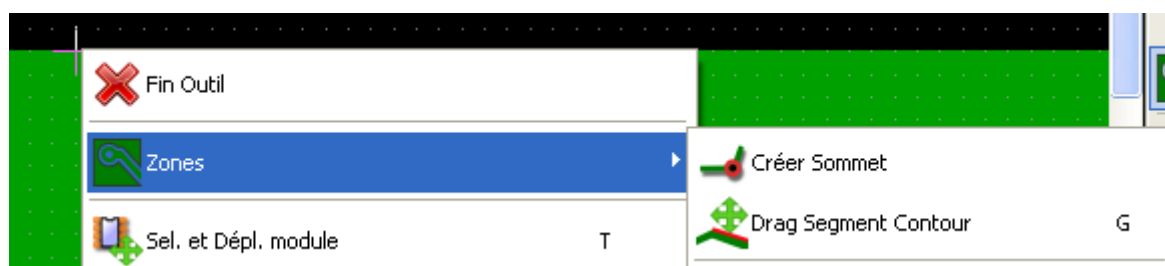 Fin Outil
Zones
Créer Sommet
Drag Segment Contour G
Sel. et Dépl. module T